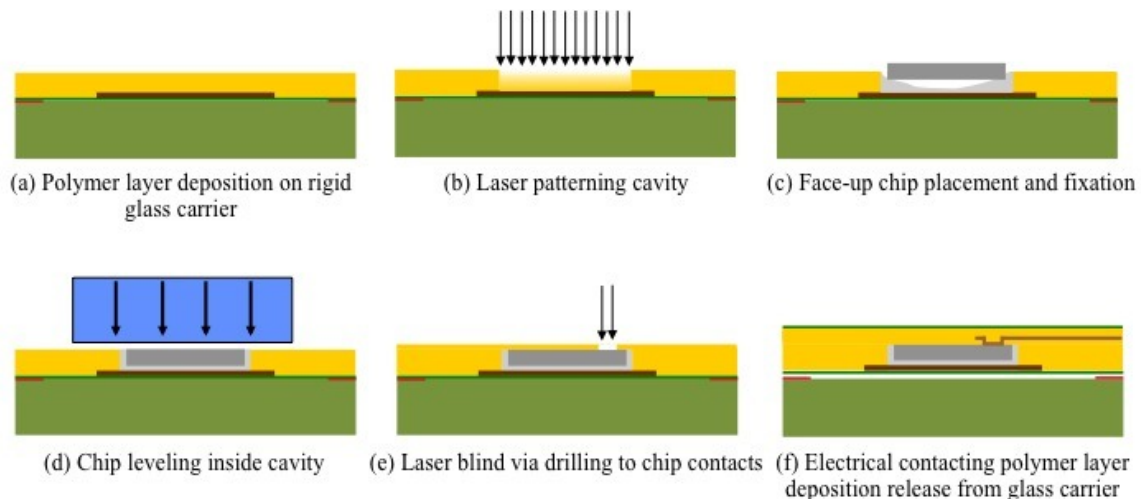 (a) Polymer layer deposition on rigid
glass carrier
(b) Laser patterning cavity
(c) Face-up chip placement and fixation
(d) Chip leveling inside cavity
(e) Laser blind via drilling to chip contacts
(f) Electrical contacting polymer layer
deposition release from glass carrier